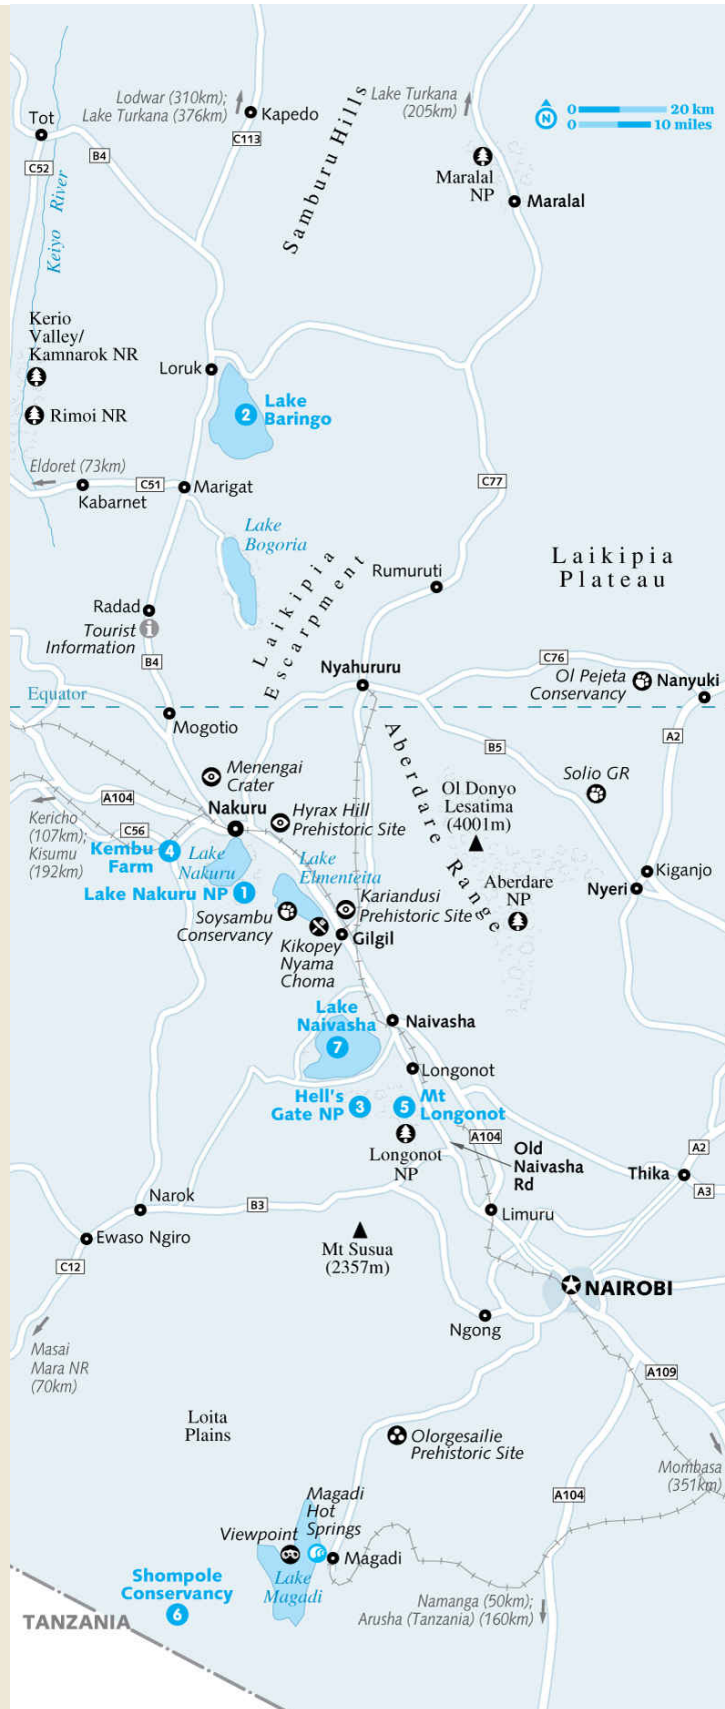 Lodwar (310km);
Lake Turkana (376km)
Kapedo
Lake Turkana
(205km)
0
20 km
N
0
10 miles
Tot
C113
B4
C52
Samburu Hills
Maralal
NP
Maralal
Keiyo River
Kerio
Valley/
Kamnarok NR
Rimoi NR
Loruk
2
Lake
Baringo
Eldoret (73km)
C51
Marigat
Kabarnet
C77
Lake
Bogoria
Laikipia
Escarpment
Laikipia
Plateau
Rumuruti
Radad
Tourist
Information
B4
Nyahururu
C76
Ol Pejeta
Conservancy
Nanyuki
Equator
Mogotio
Aberdare Range
B5
A2
Menengai
Crater
Ol Donyo
Lesatima
(4001m)
Solio GR
A104
Nakuru
Hyrax Hill
Prehistoric Site
Kericho
(107km);
Kisumu
(192km)
C56
Kembu
Farm
4
Lake
Nakuru
Lake
Elmenteita
Lake Nakuru NP
1
Kariandusi
Prehistoric Site
Aberdare
NP
Kiganjo
Nyeri
Soysambu
Conservancy
Kikopey
Nyama
Choma
Gilgil
Lake
Naivasha
7
Naivasha
Longonot
Hell's
Gate NP
3
5
Mt
Longonot
Longonot
NP
A104
Old
Naivasha
Rd
A2
Thika
A3
Narok
B3
Limuru
Ewaso Ngiro
C12
Mt Susua
(2357m)
NAIROBI
Ngong
Masai
Mara NR
(70km)
A109
Loita
Plains
Olorgesailie
Prehistoric Site
Mombasa
(351km)
Magadi
Hot
Springs
A104
Viewpoint
Magadi
Lake
Magadi
Shompole
Conservancy
6
Namanga (50km);
Arusha (Tanzania) (160km)
TANZANIA